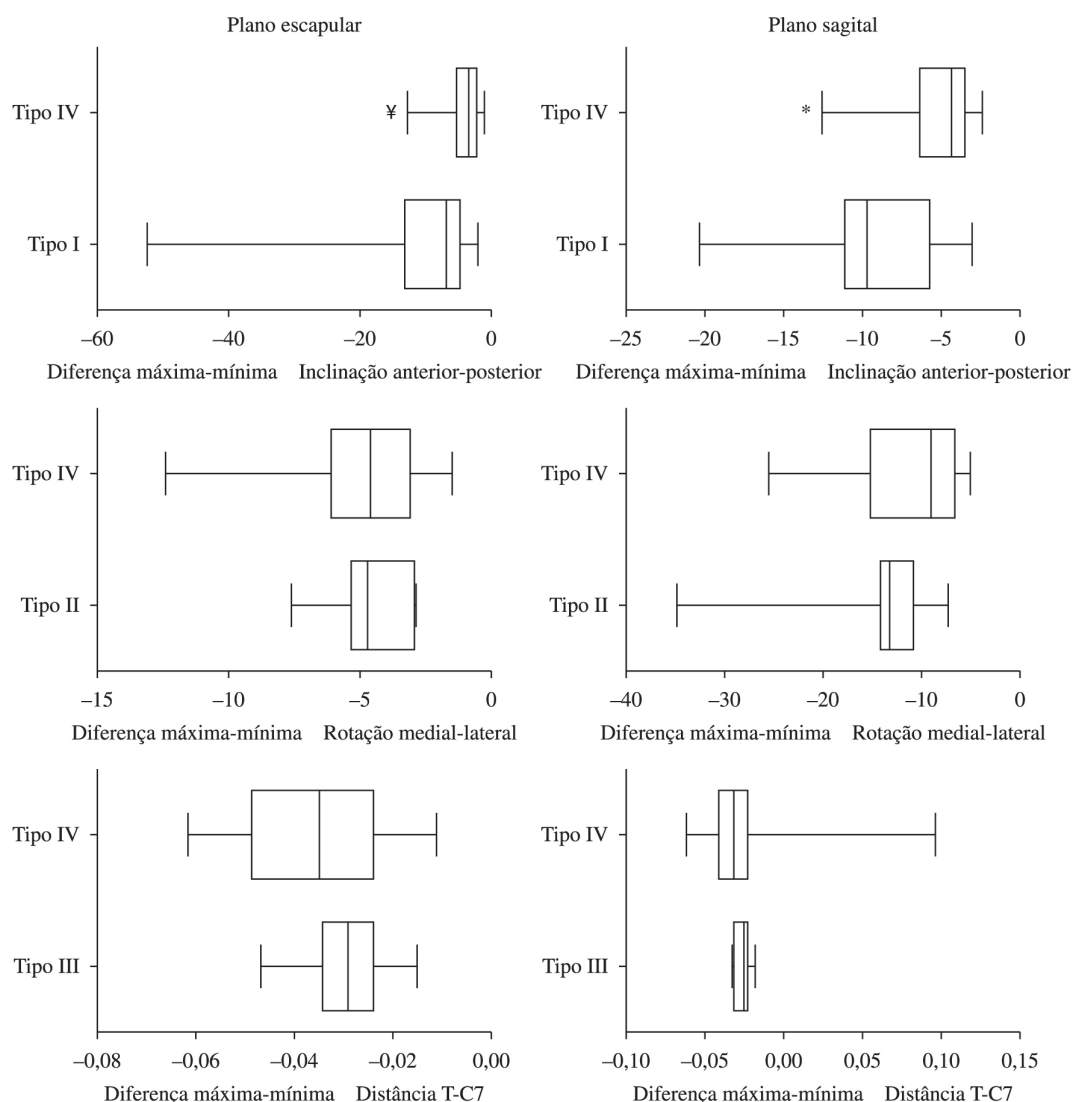 Plano escapular
Tipo IV
¥
Tipo I
–60 –40 –20 0
Diferença máxima-mínima Inclinação anterior-posterior
Plano sagital
Tipo IV
*
Tipo I
–25 –20 –15 –10 –5 0
Diferença máxima-mínima Inclinação anterior-posterior
Tipo IV
Tipo II
–15 –10 –5 0
Diferença máxima-mínima Rotação medial-lateral
Tipo IV
Tipo II
–40 –30 –20 –10 0
Diferença máxima-mínima Rotação medial-lateral
Tipo IV
Tipo III
–0,08 –0,06 –0,04 –0,02 0,00
Diferença máxima-mínima Distância T-C7
Tipo IV
Tipo III
–0,10 –0,05 0,00 0,05 0,10 0,15
Diferença máxima-mínima Distância T-C7